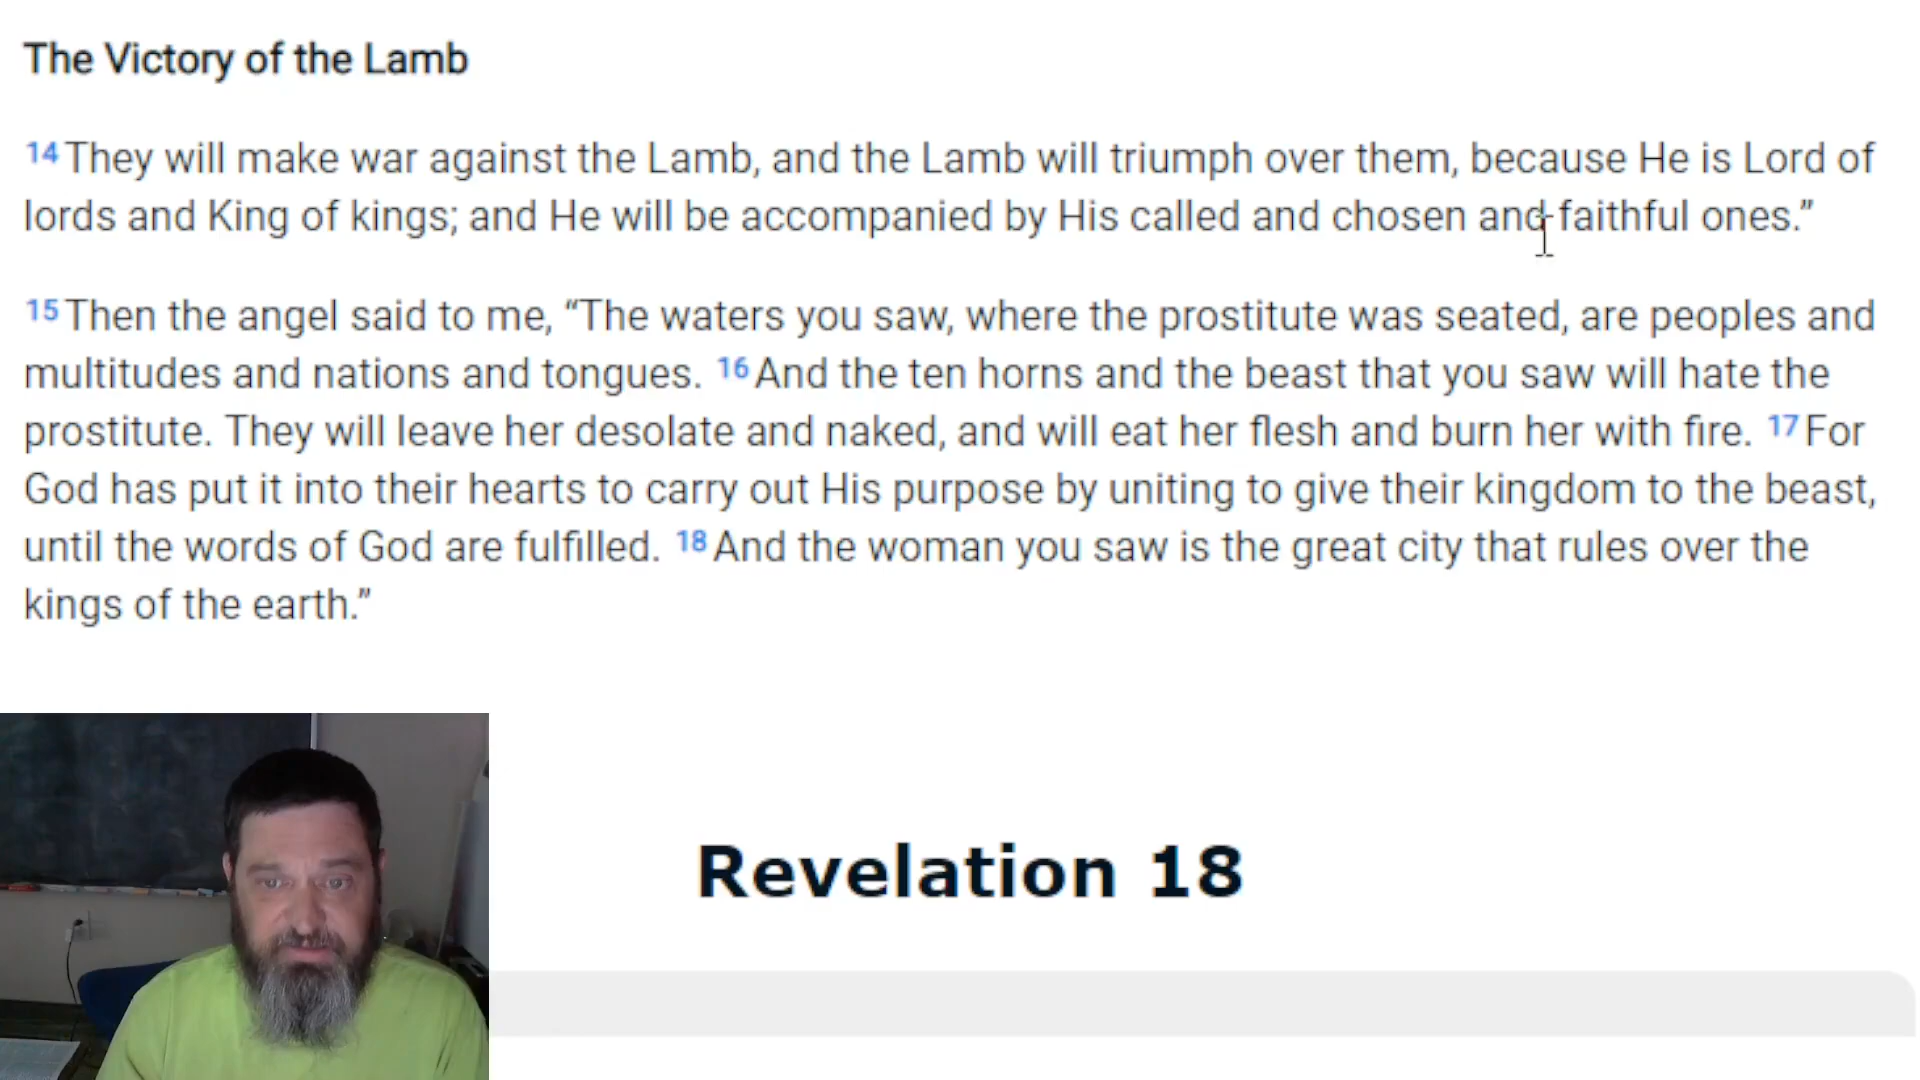 The Victory of the Lamb
14 They will make war against the Lamb, and the Lamb will triumph over them, because He is Lord of
lords and King of kings; and He will be accompanied by His called and chosen and faithful ones.”
15 Then the angel said to me, “The waters you saw, where the prostitute was seated, are peoples and
multitudes and nations and tongues. 16 And the ten horns and the beast that you saw will hate the
prostitute. They will leave her desolate and naked, and will eat her flesh and burn her with fire. 17 For
God has put it into their hearts to carry out His purpose by uniting to give their kingdom to the beast,
until the words of God are fulfilled. 18 And the woman you saw is the great city that rules over the
kings of the earth.”
Revelation 18